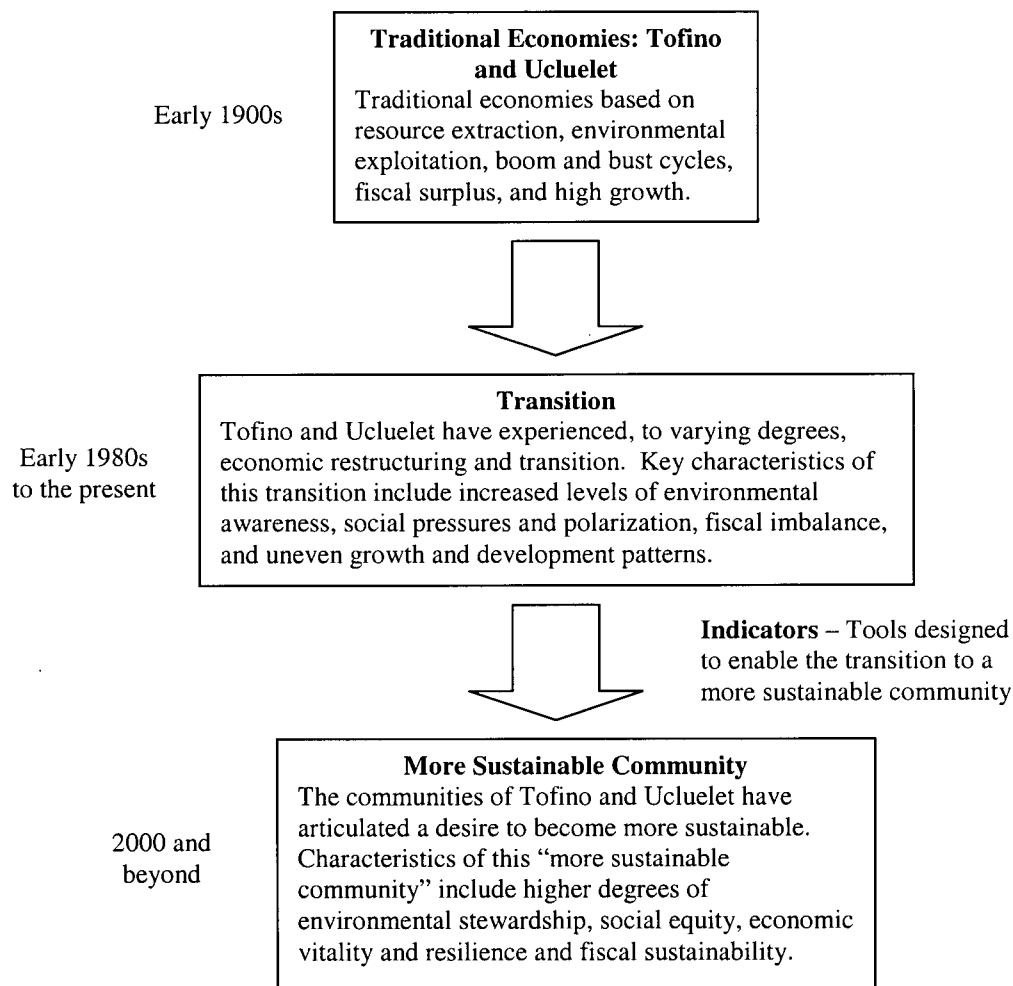 Traditional Economies: Tofino
and Ucluelet
Early 1900s
Traditional economies based on
resource extraction, environmental
exploitation, boom and bust cycles,
fiscal surplus, and high growth.
Transition
Early 1980s
to the present
Tofino and Ucluelet have experienced, to varying degrees,
economic restructuring and transition.  Key characteristics of
this transition include increased levels of environmental
awareness, social pressures and polarization, fiscal imbalance,
and uneven growth and development patterns.
Indicators – Tools designed
to enable the transition to a
more sustainable community
More Sustainable Community
2000 and
beyond
The communities of Tofino and Ucluelet have
articulated a desire to become more sustainable.
Characteristics of this “more sustainable
community” include higher degrees of
environmental stewardship, social equity, economic
vitality and resilience and fiscal sustainability.